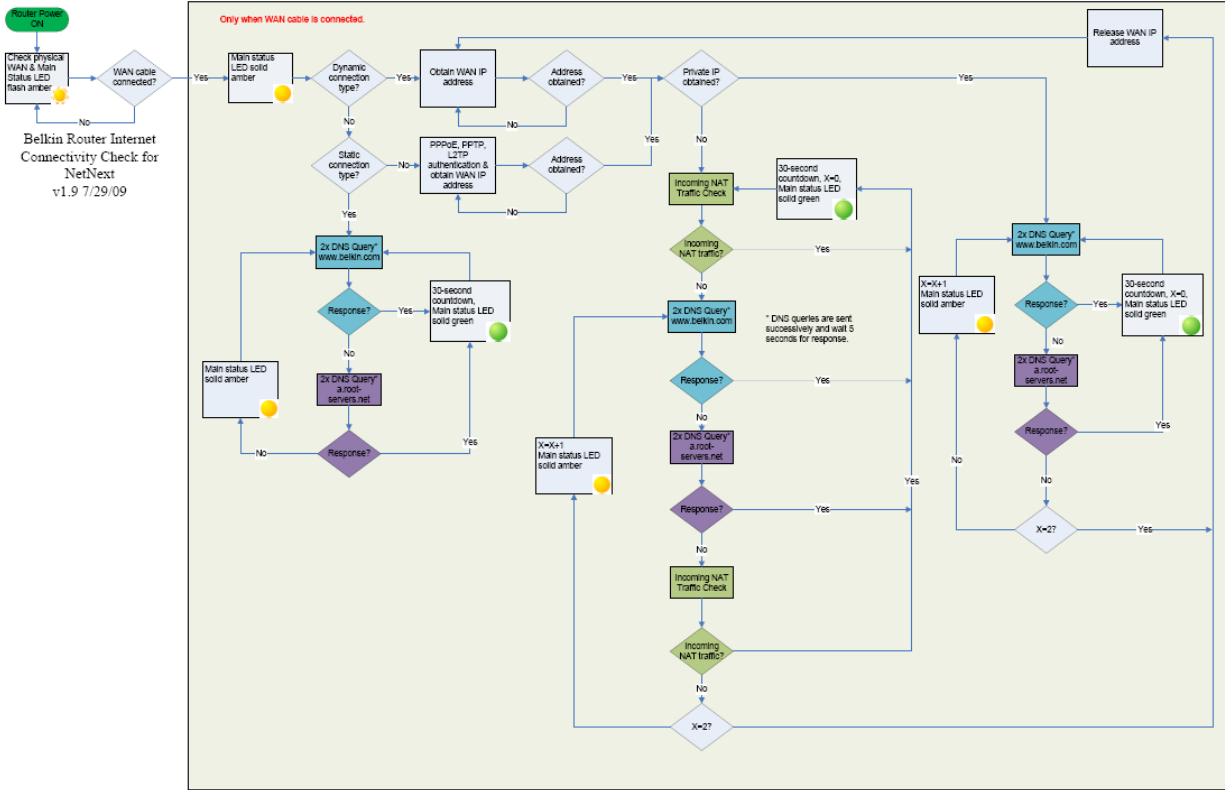 Router Power
ON
Check physical
WAN & Main
Status LED
flash amber
WAN cable
connected?
Yes
No
Belkin Router Internet
Connectivity Check for
NetNext
v1.9 7/29/09
Only when WAN cable is connected.
Main status
LED solid
amber
Dynamic
connection
type?
Yes
Obtain WAN IP
address
Address
obtained?
Yes
Private IP
obtained?
Yes
Release WAN IP
address
No
No
No
Static
connection
type?
No
PPPoE, PPTP,
L2TP
authentication &
obtain WAN IP
address
Address
obtained?
Yes
No
Yes
2x DNS Query*
www.belkin.com
Response?
Yes
30-second
countdown,
Main status LED
solid green
No
2x DNS Query*
a.root-
servers.net
Main status LED
solid amber
Response?
No
Yes
Incoming NAT
Traffic Check
30-second
countdown, X=0,
Main status LED
solid green
Incoming
NAT traffic?
Yes
No
2x DNS Query*
www.belkin.com
* DNS queries are sent
successively and wait 5
seconds for response.
Response?
Yes
No
2x DNS Query*
a.root-
servers.net
X=X+1
Main status LED
solid amber
Yes
Response?
Yes
No
Incoming NAT
Traffic Check
Incoming
NAT traffic?
No
X=2?
2x DNS Query*
www.belkin.com
X=X+1
Main status LED
solid amber
Response?
Yes
30-second
countdown, X=0,
Main status LED
solid green
No
2x DNS Query*
a.root-
servers.net
Response?
Yes
No
No
X=2?
Yes